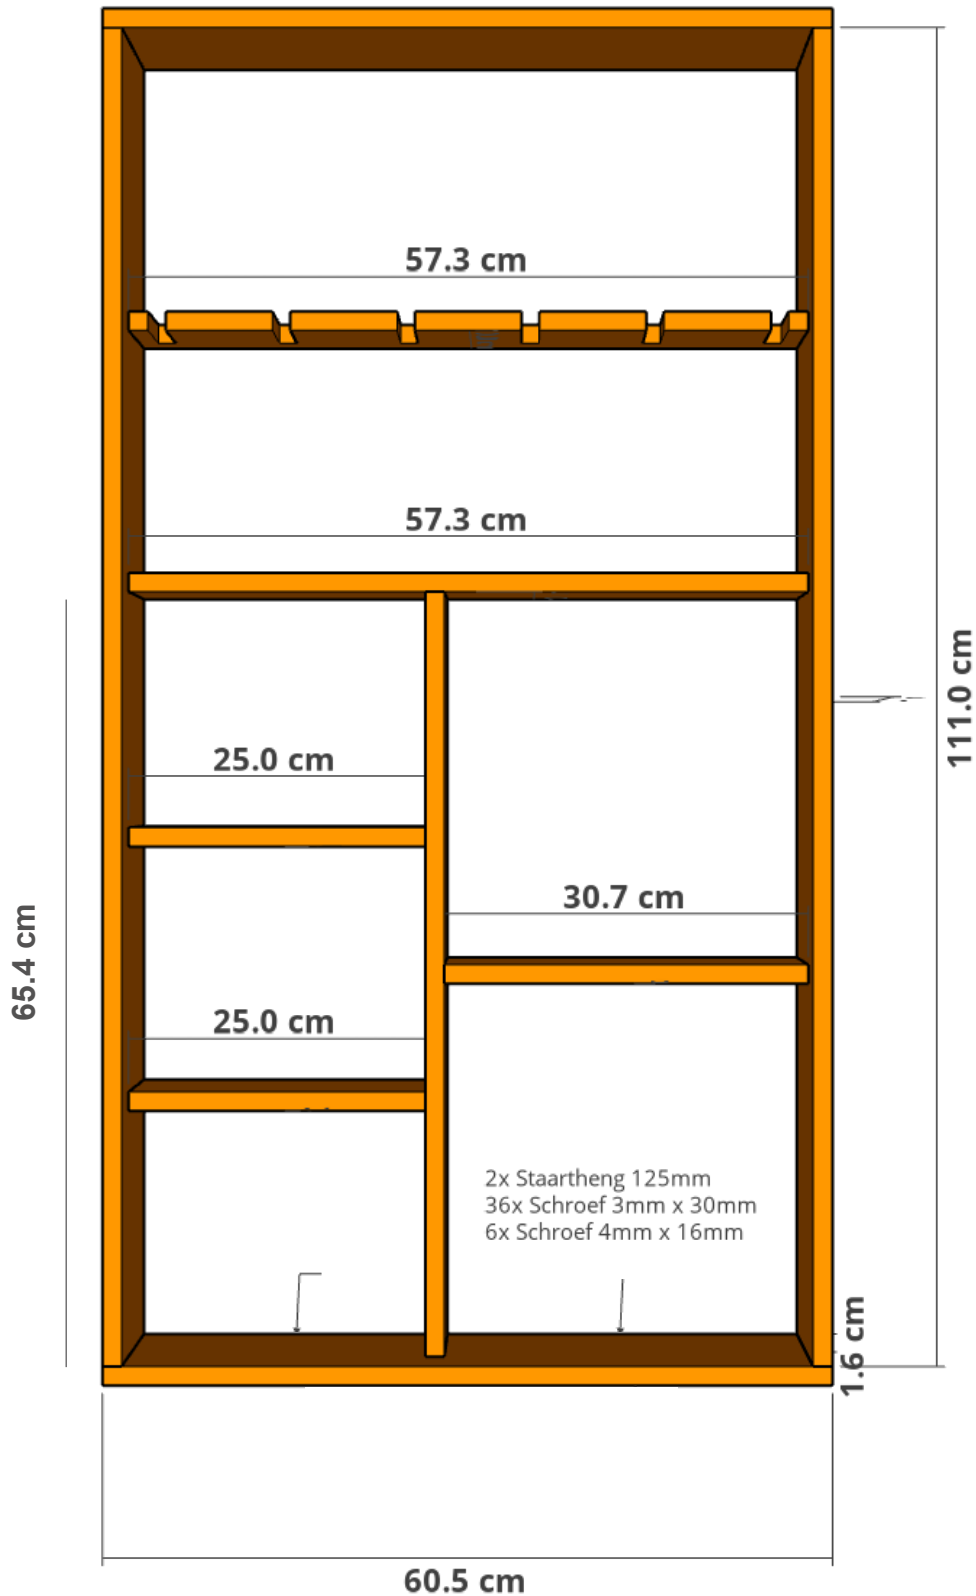 57.3 cm
57.3 cm
111.0 cm
25.0 cm
30.7 cm
65.4 cm
25.0 cm
2x Staartheng 125mm
36x Schroef 3mm x 30mm
6x Schroef 4mm x 16mm
1.6 cm
60.5 cm